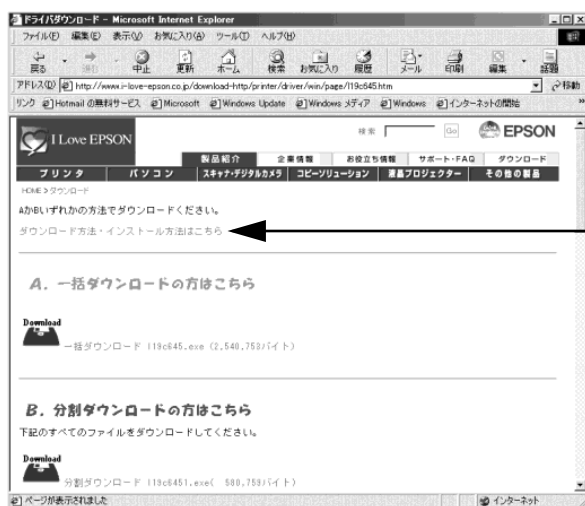 ドライバダウンロード - Microsoft Internet Explorer
ファイル(F) 編集(E) 表示(V) お気に入り(A) ツール(T) ヘルプ(H)
戻る 進む 中止 更新 ホーム 検索 お気に入り 履歴 メール 印刷 編集 話題
アドレス(D) http://www.i-love-epson.co.jp/download-http/printer/driver/win/page/l19c645.htm 移動
リンク Hotmail の無料サービス Microsoft Windows Update Windows メディア Windows インターネットの開始
I Love EPSON 検索 Go EPSON
製品紹介 企業情報 お役立ち情報 サポート・FAQ ダウンロード
プリンタ パソコン スキャナ・デジタルカメラ コピーソリューション 液晶プロジェクター その他の製品
HOME > ダウンロード
AかBいずれかの方法でダウンロードください。
ダウンロード方法・インストール方法はこちら
A. 一括ダウンロードの方はこちら
Download
一括ダウンロード l19c645.exe (2,540,753バイト)
B. 分割ダウンロードの方はこちら
下記のすべてのファイルをダウンロードしてください。
Download
分割ダウンロード l19c6451.exe( 580,753バイト)
ページが表示されました インターネット